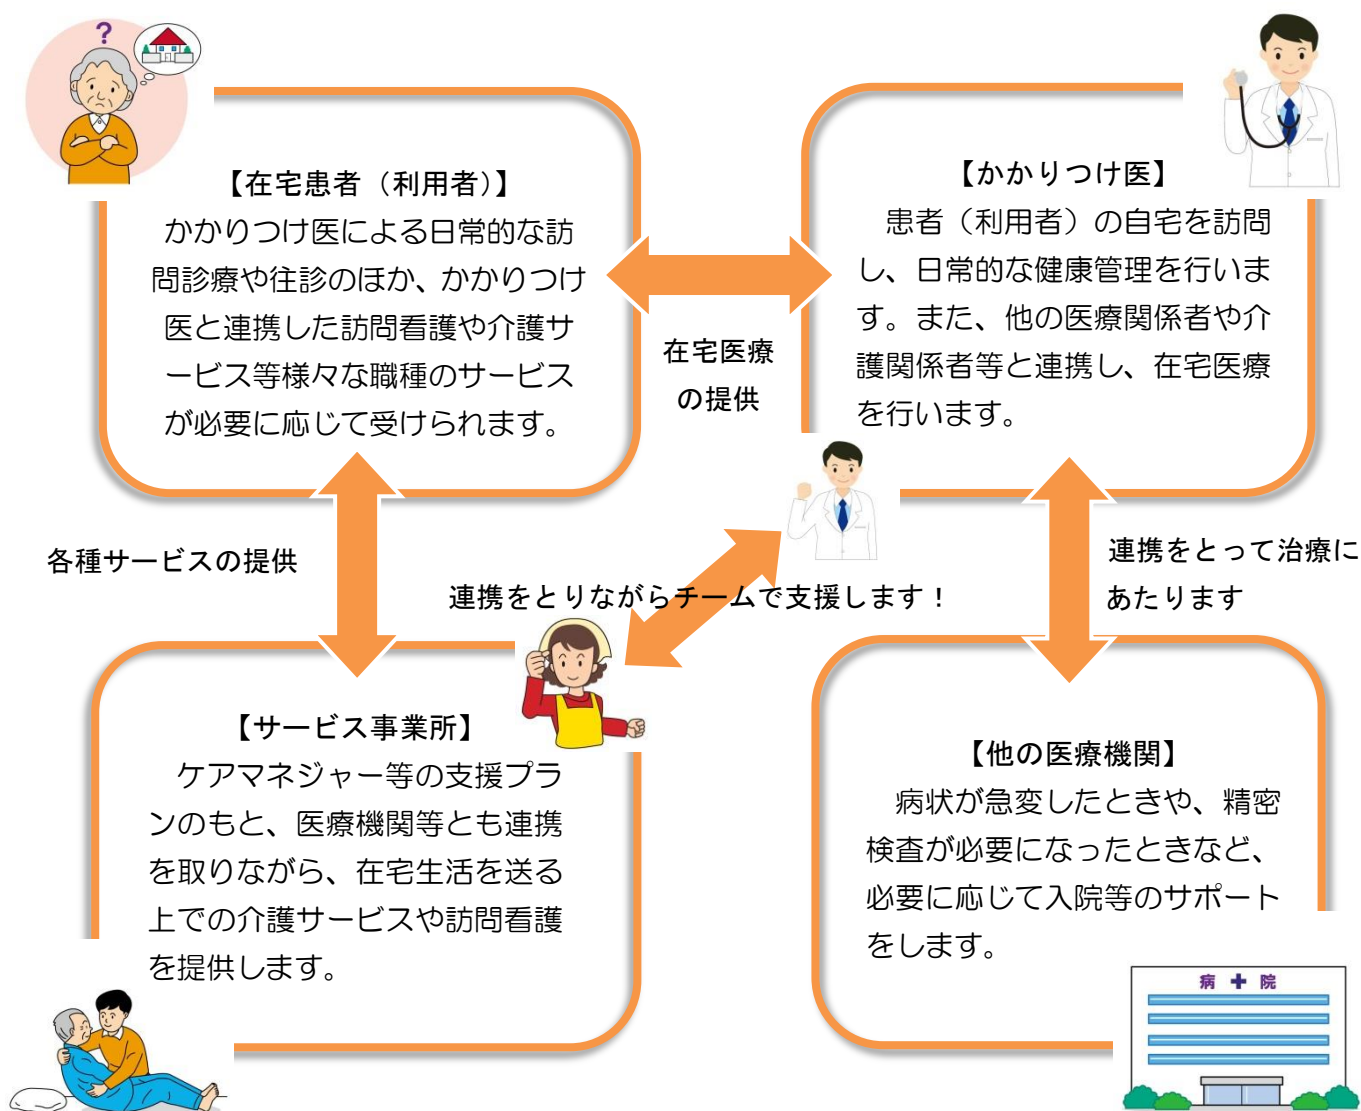 ?
【在宅患者（利用者）】
かかりつけ医による日常的な訪
問診療や往診のほか、かかりつけ
医と連携した訪問看護や介護サ
ービス等様々な職種のサービス
が必要に応じて受けられます。
【かかりつけ医】
患者（利用者）の自宅を訪問
し、日常的な健康管理を行いま
す。また、他の医療関係者や介
護関係者等と連携し、在宅医療
を行います。
在宅医療
の提供
各種サービスの提供
連携をとりながらチームで支援します！
連携をとって治療に
あたります
【サービス事業所】
ケアマネジャー等の支援プラ
ンのもと、医療機関等とも連携
を取りながら、在宅生活を送る
上での介護サービスや訪問看護
を提供します。
【他の医療機関】
病状が急変したときや、精密
検査が必要になったときなど、
必要に応じて入院等のサポート
をします。
病 院